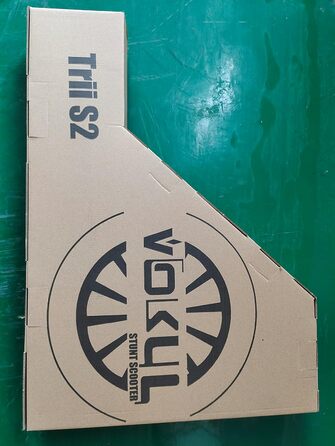 Trii S2
VOKUL
STUNT SCOOTER